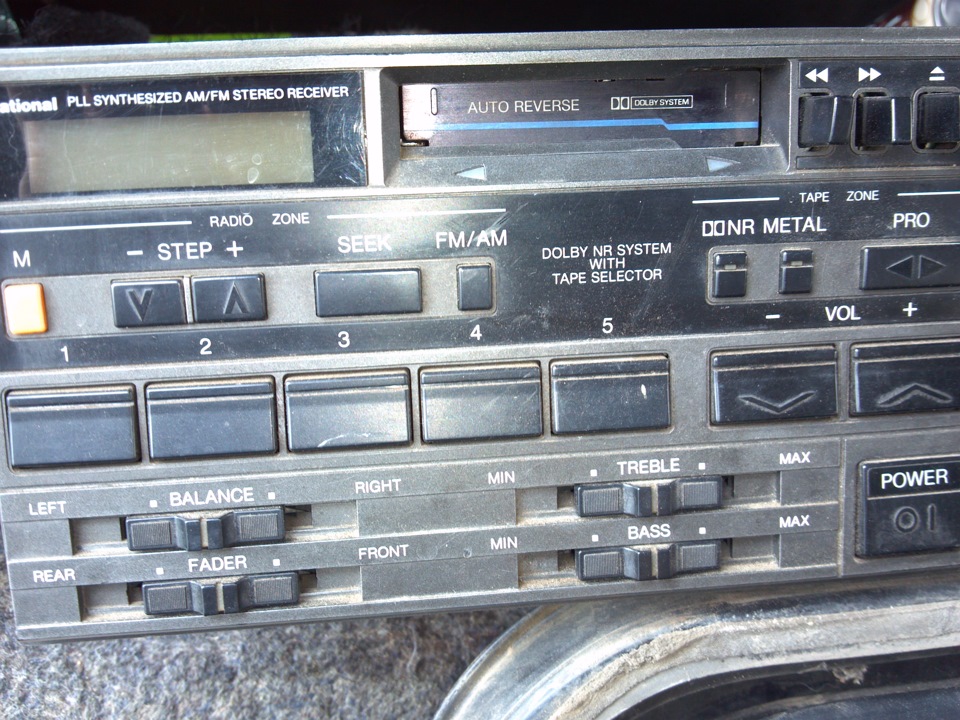 ational PLL SYNTHESIZED AM/FM STEREO RECEIVER
AUTO REVERSE DOLBY SYSTEM
RADIO ZONE
TAPE ZONE
M - STEP + SEEK FM/AM
DOLBY NR SYSTEM
WITH
TAPE SELECTOR
NR METAL PRO
- VOL +
1 2 3 4 5
LEFT BALANCE RIGHT
MIN TREBLE MAX
REAR FADER FRONT
MIN BASS MAX
POWER